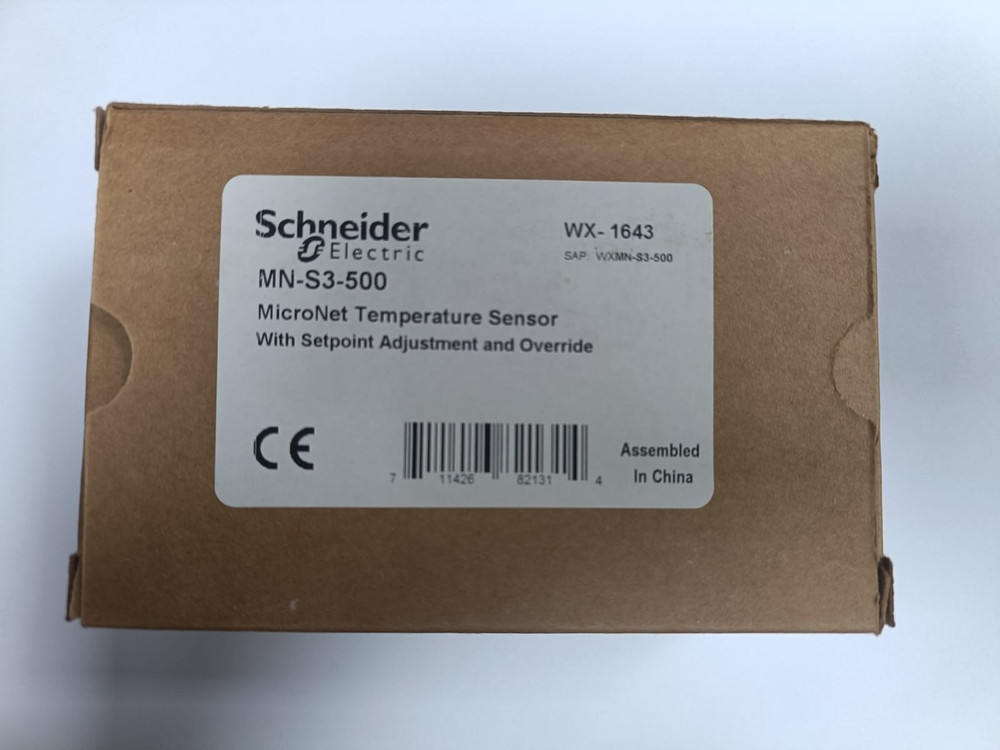 Schneider
Electric
WX- 1643
SAP: WXMN-S3-500
MN-S3-500
MicroNet Temperature Sensor
With Setpoint Adjustment and Override
CE
7 11426 82131 4
Assembled
In China